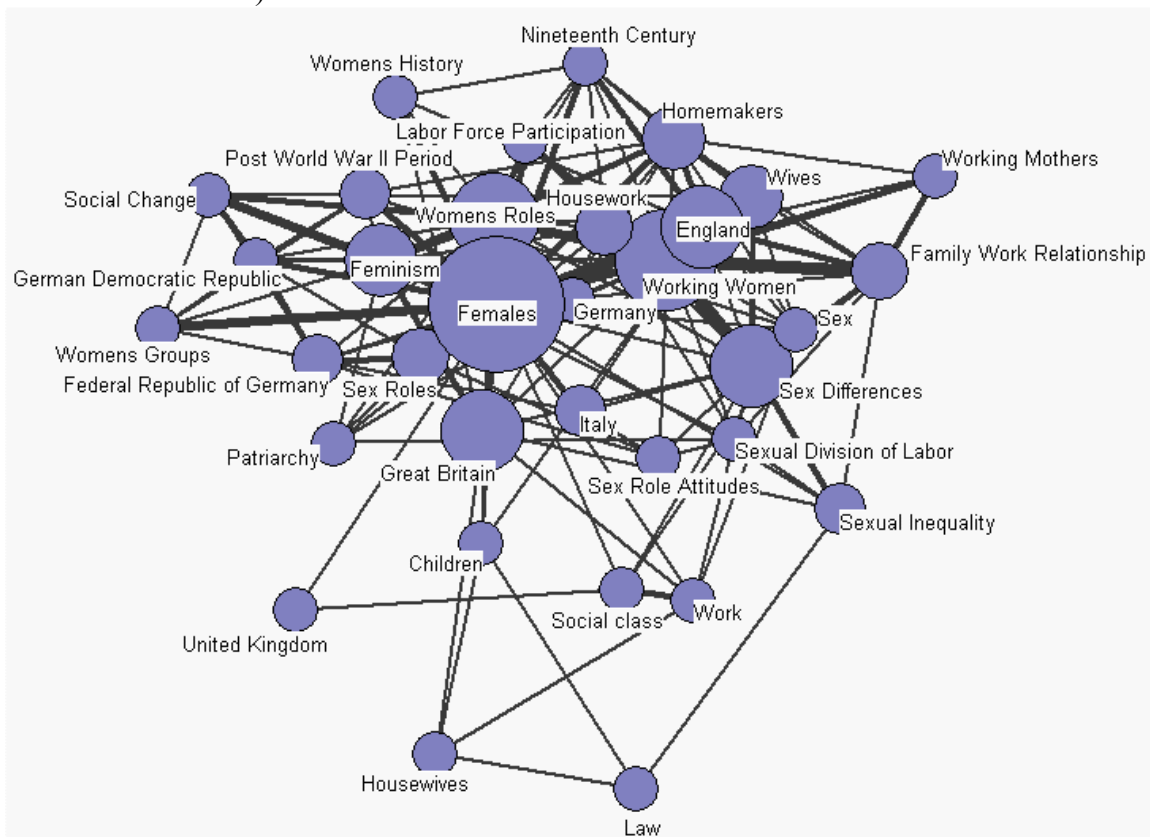 )
Nineteenth Century
Womens History
Homemakers
Labor Force Participation
Post World War II Period
Working Mothers
Wives
Social Change
Housework
Womens Roles
England
Family Work Relationship
Feminism
German Democratic Republic
Working Women
Females
Germany
Sex
Womens Groups
Federal Republic of Germany
Sex Roles
Sex Differences
Italy
Sexual Division of Labor
Patriarchy
Great Britain
Sex Role Attitudes
Sexual Inequality
Children
Work
Social class
United Kingdom
Housewives
Law